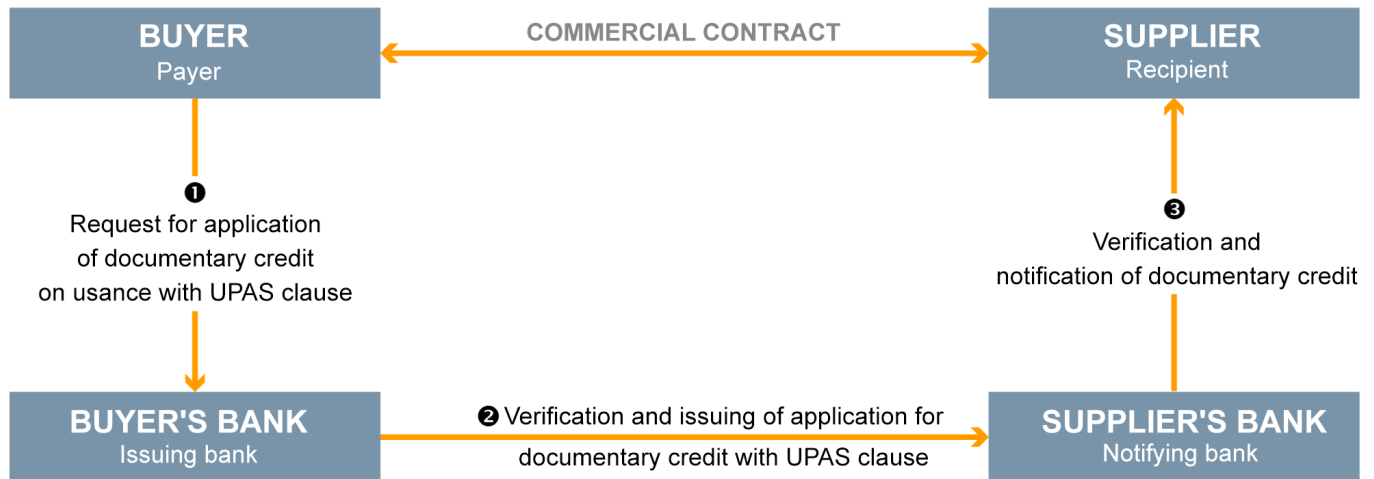 BUYER
Payer
COMMERCIAL CONTRACT
SUPPLIER
Recipient
❶
Request for application
of documentary credit
on usance with UPAS clause
❸
Verification and
notification of documentary credit
BUYER'S BANK
Issuing bank
❷ Verification and issuing of application for
documentary credit with UPAS clause
SUPPLIER'S BANK
Notifying bank